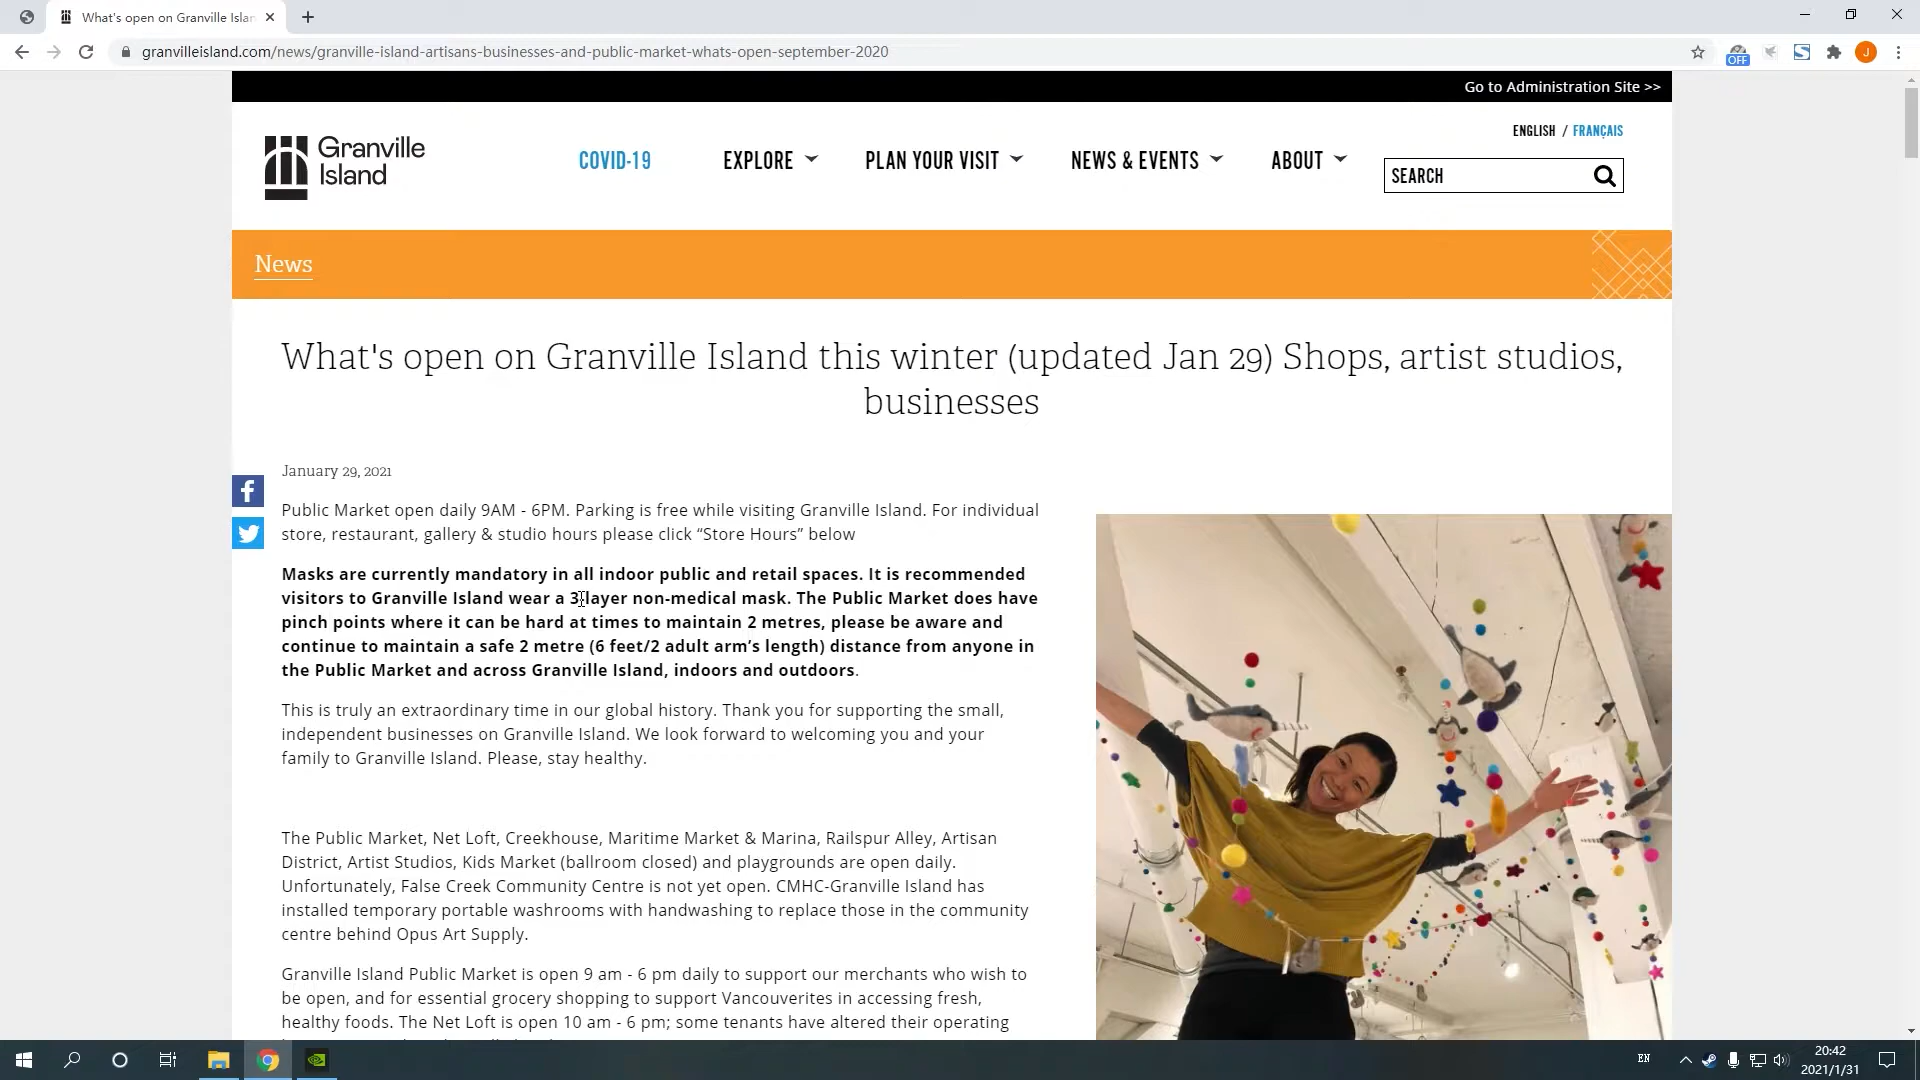 What's open on Granville Islan
granvilleisland.com/news/granville-island-artisans-businesses-and-public-market-whats-open-september-2020
OFF
J
Go to Administration Site >>
Granville
Island
COVID-19
EXPLORE
PLAN YOUR VISIT
NEWS & EVENTS
ABOUT
ENGLISH / FRANÇAIS
SEARCH
News
What's open on Granville Island this winter (updated Jan 29) Shops, artist studios,
businesses
January 29, 2021
Public Market open daily 9AM - 6PM. Parking is free while visiting Granville Island. For individual
store, restaurant, gallery & studio hours please click “Store Hours” below
Masks are currently mandatory in all indoor public and retail spaces. It is recommended
visitors to Granville Island wear a 3-layer non-medical mask. The Public Market does have
pinch points where it can be hard at times to maintain 2 metres, please be aware and
continue to maintain a safe 2 metre (6 feet/2 adult arm’s length) distance from anyone in
the Public Market and across Granville Island, indoors and outdoors.
This is truly an extraordinary time in our global history. Thank you for supporting the small,
independent businesses on Granville Island. We look forward to welcoming you and your
family to Granville Island. Please, stay healthy.
The Public Market, Net Loft, Creekhouse, Maritime Market & Marina, Railspur Alley, Artisan
District, Artist Studios, Kids Market (ballroom closed) and playgrounds are open daily.
Unfortunately, False Creek Community Centre is not yet open. CMHC-Granville Island has
installed temporary portable washrooms with handwashing to replace those in the community
centre behind Opus Art Supply.
Granville Island Public Market is open 9 am - 6 pm daily to support our merchants who wish to
be open, and for essential grocery shopping to support Vancouverites in accessing fresh,
healthy foods. The Net Loft is open 10 am - 6 pm; some tenants have altered their operating
EN
20:42
2021/1/31